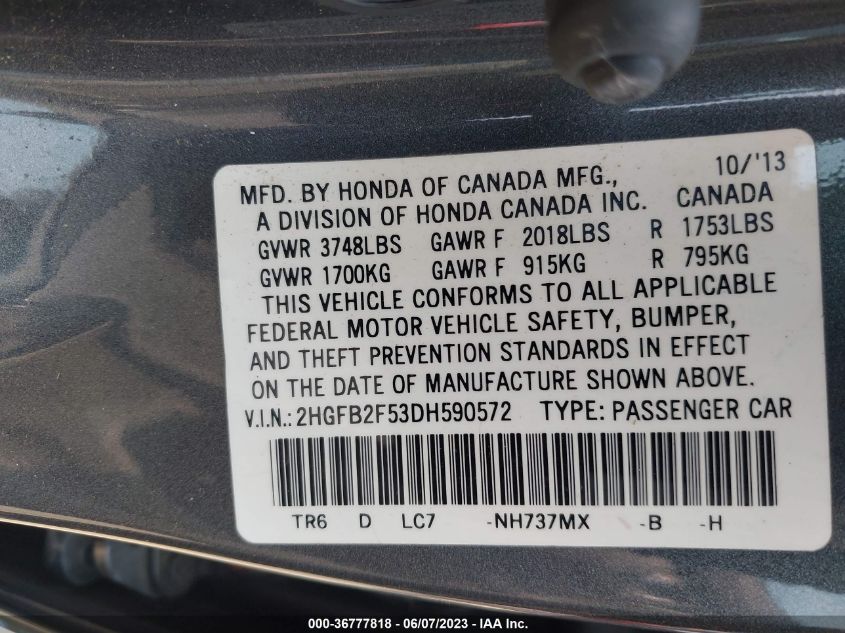 10/'13
MFD. BY HONDA OF CANADA MFG.,
A DIVISION OF HONDA CANADA INC. CANADA
GVWR 3748LBS GAWR F 2018LBS R 1753LBS
GVWR 1700KG GAWR F 915KG R 795KG
THIS VEHICLE CONFORMS TO ALL APPLICABLE
FEDERAL MOTOR VEHICLE SAFETY, BUMPER,
AND THEFT PREVENTION STANDARDS IN EFFECT
ON THE DATE OF MANUFACTURE SHOWN ABOVE.
V.I.N.: 2HGFB2F53DH590572 TYPE: PASSENGER CAR
TR6 D LC7 -NH737MX -B -H
000-36777818 - 06/07/2023 - IAA Inc.